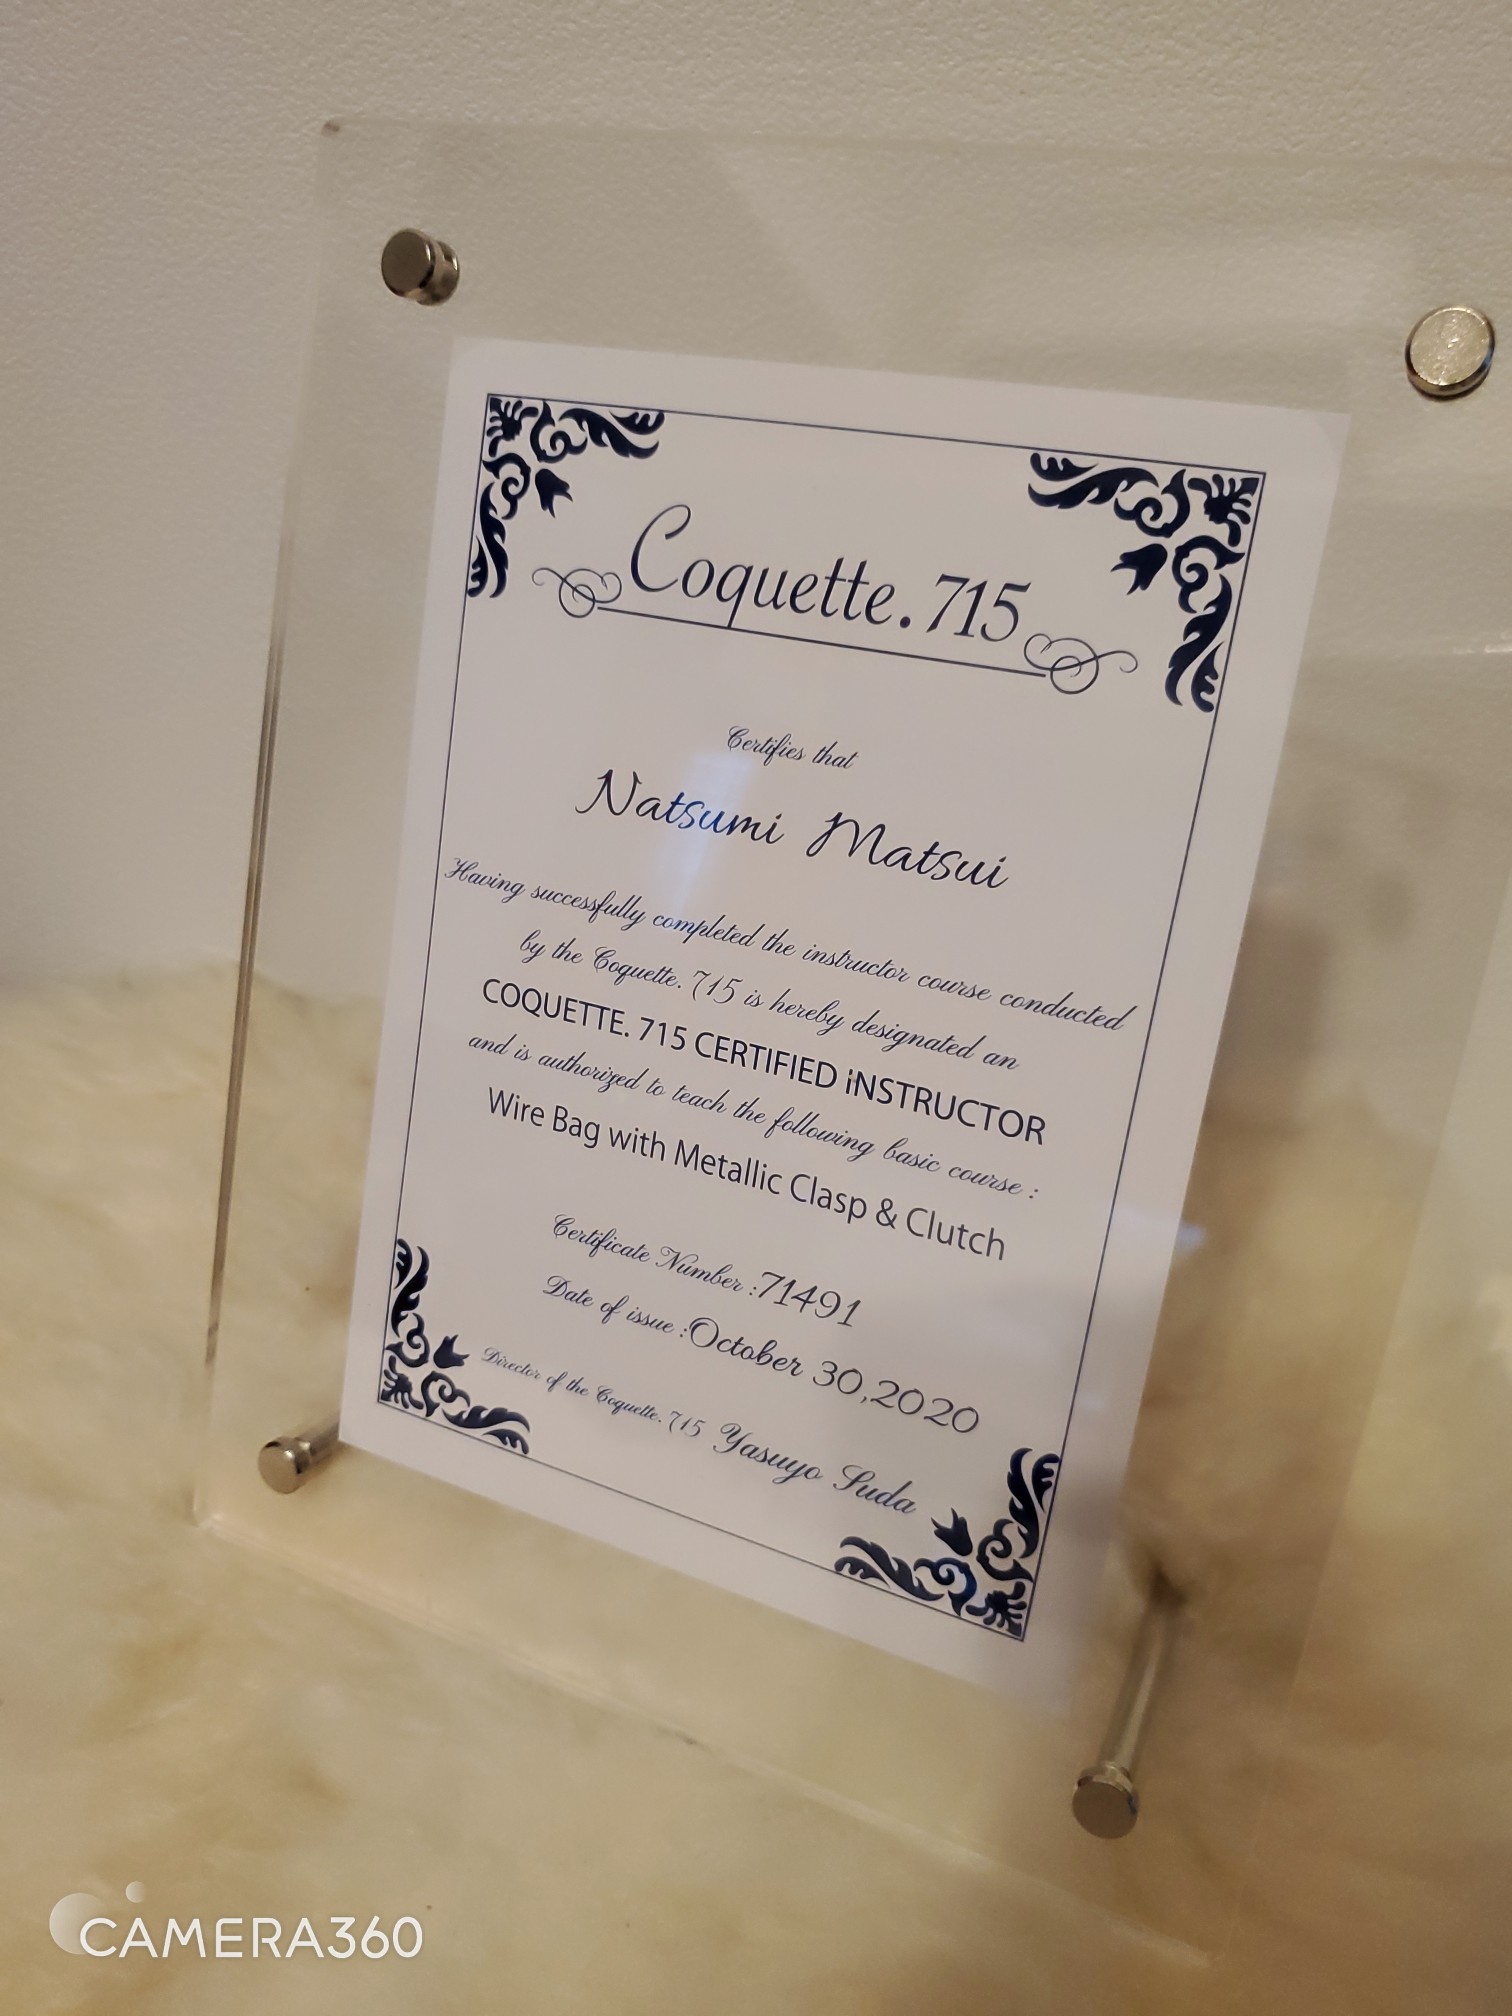 Coquette.715
Certifies that
Natsumi Matsui
Having successfully completed the instructor course conducted
by the Coquette. 715 is hereby designated an
COQUETTE. 715 CERTIFIED iNSTRUCTOR
and is authorized to teach the following basic course :
Wire Bag with Metallic Clasp & Clutch
Certificate Number :71491
Date of issue :October 30,2020
Director of the Coquette. 715 Yasuyo Suda
CAMERA360